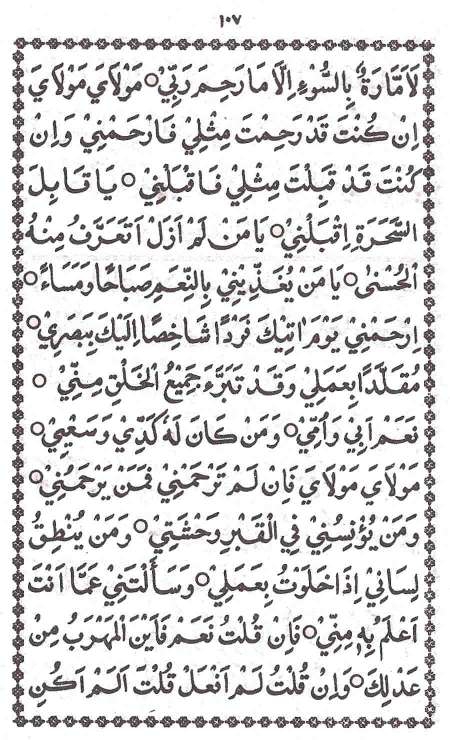 ١٠٧
لَاَمَّارَةٌ بِالسُّوْءِ اِلَّا مَا رَحِمَ رَبِّيْ○ مَوْلَايَ مَوْلَايَ
اِنْ كُنْتَ قَدْ رَحِمْتَ مِثْلِيْ فَارْحَمْنِيْ وَاِنْ
كُنْتَ قَدْ قَبِلْتَ مِثْلِيْ فَاقْبَلْنِيْ○ يَا قَابِلَ
السَّحَرَةِ اِقْبَلْنِيْ○ يَا مَنْ لَمْ اَزَلْ اَتَعَرَّفُ مِنْهُ
الْحُسْنٰى○ يَا مَنْ يُغَذِّيْنِيْ بِالنِّعَمِ صَبَاحًا وَمَسَاءً○
اِرْحَمْنِيْ يَوْمَ اٰتِيْكَ فَرْدًا شَاخِصًا اِلَيْكَ بَصَرِيْ○
مُقَلَّدًا بِعَمَلِيْ وَقَدْ تَبَرَّءَ جَمِيْعُ الْخَلْقِ مِنِّيْ ○
نَعَمْ اَبِيْ وَاُمِّيْ○ وَمَنْ كَانَ لَهٗ كَدِّيْ وَسَعْيِيْ○
مَوْلَايَ مَوْلَايَ فَاِنْ لَمْ تَرْحَمْنِيْ فَمَنْ يَرْحَمُنِيْ○
وَمَنْ يُؤْنِسُنِيْ فِي الْقَبْرِ وَحْشَتِيْ○ وَمَنْ يُنْطِقُ
لِسَانِيْ اِذَا خَلَوْتُ بِعَمَلِيْ○ وَسَأَلْتَنِيْ عَمَّا اَنْتَ
اَعْلَمُ بِهٖ مِنِّيْ○ فَاِنْ قُلْتُ نَعَمْ فَاَيْنَ الْمَهْرَبُ مِنْ
عَدْلِكَ○ وَاِنْ قُلْتُ لَمْ اَفْعَلْ قُلْتَ اَلَمْ اَكُنِ